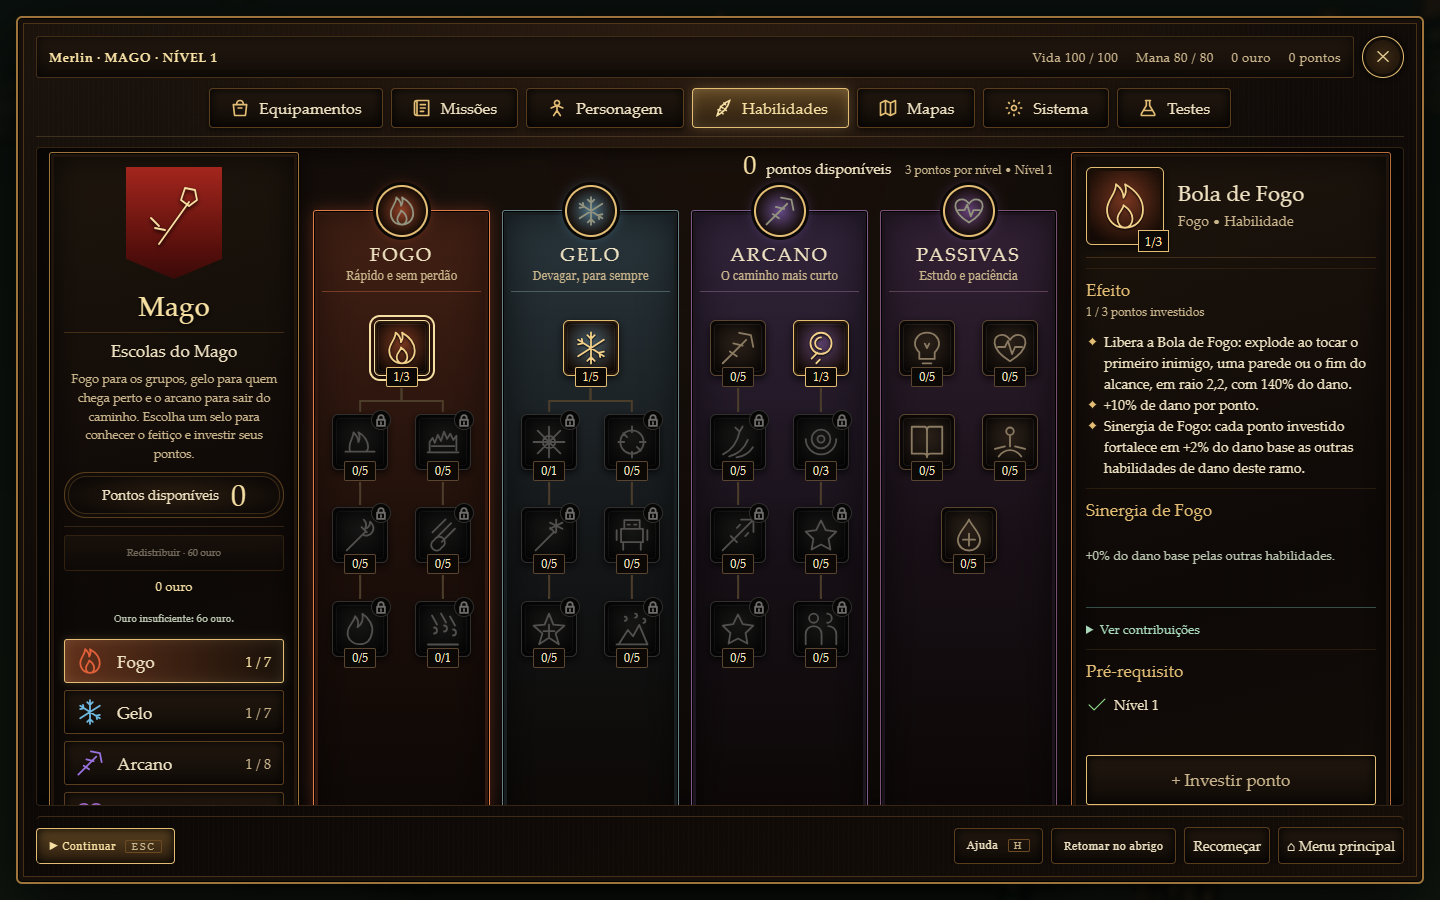 Merlin · MAGO · NÍVEL 1
Vida 100 / 100 Mana 80 / 80 0 ouro 0 pontos
Equipamentos
Missões
Personagem
Habilidades
Mapas
Sistema
Testes
Mago
Escolas do Mago
Fogo para os grupos, gelo para quem
chega perto e o arcano para sair do
caminho. Escolha um selo para
conhecer o feitiço e investir seus
pontos.
Pontos disponíveis 0
Redistribuir · 60 ouro
0 ouro
Ouro insuficiente: 60 ouro.
Fogo 1 / 7
Gelo 1 / 7
Arcano 1 / 8
0 pontos disponíveis 3 pontos por nível • Nível 1
FOGO
Rápido e sem perdão
1/3
0/5 0/5
0/5 0/5
0/5 0/1
GELO
Devagar, para sempre
1/5
0/1 0/5
0/5 0/5
0/5 0/5
ARCANO
O caminho mais curto
0/5 1/3
0/5 0/3
0/5 0/5
0/5 0/5
PASSIVAS
Estudo e paciência
0/5 0/5
0/5 0/5
0/5
1/3
Bola de Fogo
Fogo • Habilidade
Efeito
1 / 3 pontos investidos
Libera a Bola de Fogo: explode ao tocar o
primeiro inimigo, uma parede ou o fim do
alcance, em raio 2,2, com 140% do dano.
+10% de dano por ponto.
Sinergia de Fogo: cada ponto investido
fortalece em +2% do dano base as outras
habilidades de dano deste ramo.
Sinergia de Fogo
+0% do dano base pelas outras habilidades.
▶ Ver contribuições
Pré-requisito
Nível 1
+ Investir ponto
▶ Continuar ESC
Ajuda H
Retomar no abrigo
Recomeçar
⌂ Menu principal